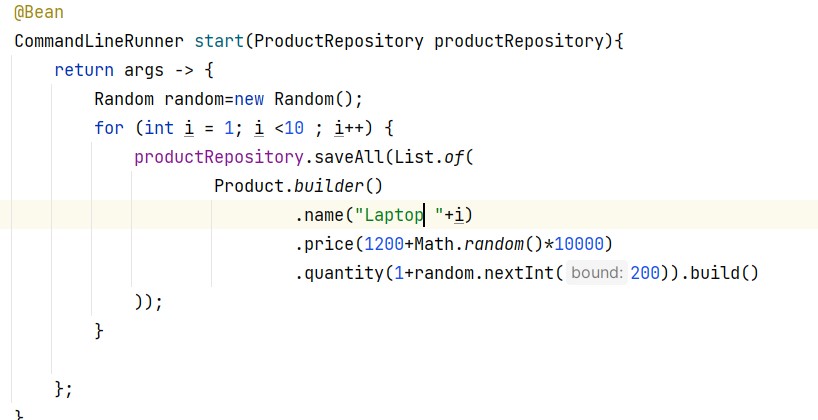 @Bean
CommandLineRunner start(ProductRepository productRepository){
return args -> {
Random random=new Random();
for (int i = 1; i <10 ; i++) {
productRepository.saveAll(List.of(
Product.builder()
.name("Laptop "+i)
.price(1200+Math.random()*10000)
.quantity(1+random.nextInt( bound: 200)).build()
));
}
};
}